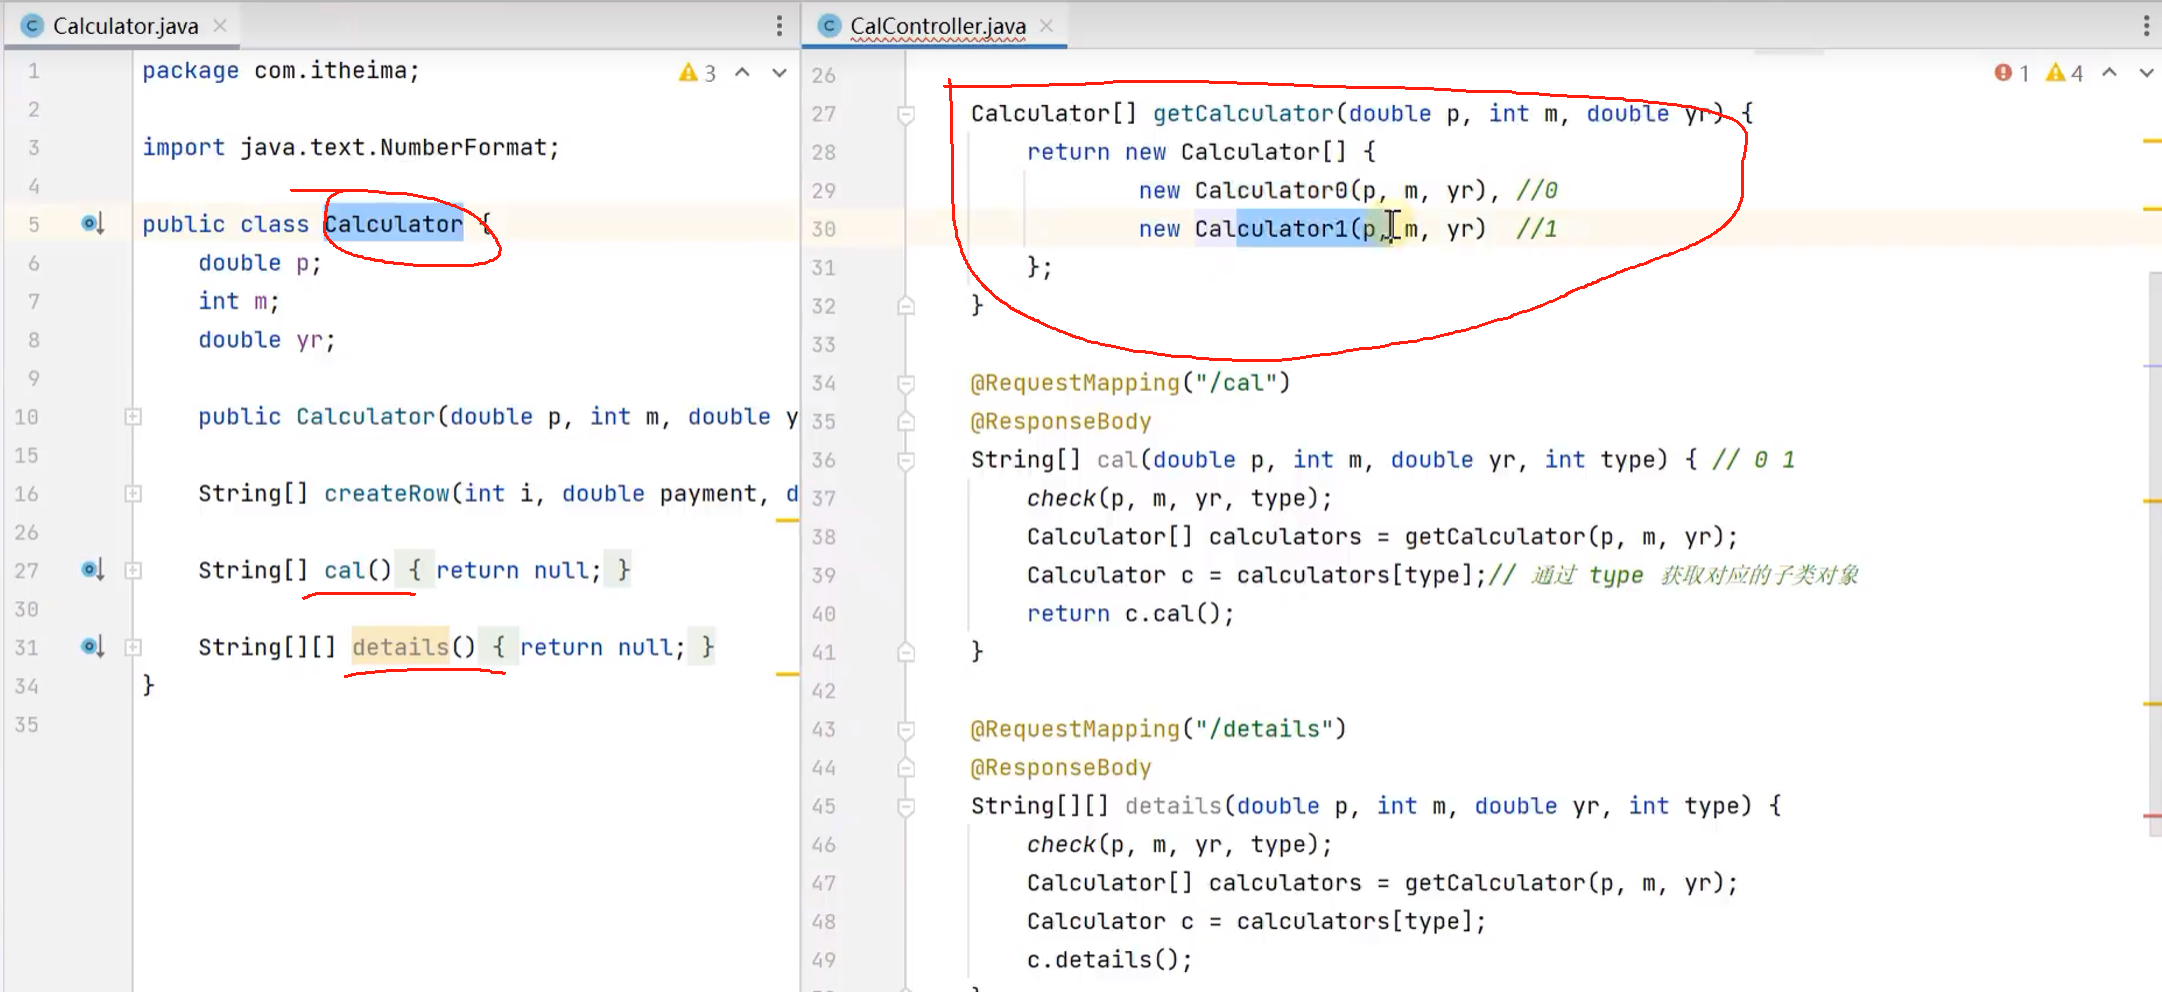 Calculator.java
1 package com.itheima; 3
2
3 import java.text.NumberFormat;
4
5 public class Calculator {
6 double p;
7 int m;
8 double yr;
9
10 public Calculator(double p, int m, double y
15
16 String[] createRow(int i, double payment, d
26
27 String[] cal() { return null; }
30
31 String[][] details() { return null; }
34 }
35
CalController.java
26 1 4
27 Calculator[] getCalculator(double p, int m, double yr) {
28 return new Calculator[] {
29 new Calculator0(p, m, yr), //0
30 new Calculator1(p, m, yr) //1
31 };
32 }
33
34 @RequestMapping("/cal")
35 @ResponseBody
36 String[] cal(double p, int m, double yr, int type) { // 0 1
37 check(p, m, yr, type);
38 Calculator[] calculators = getCalculator(p, m, yr);
39 Calculator c = calculators[type];// 通过 type 获取对应的子类对象
40 return c.cal();
41 }
42
43 @RequestMapping("/details")
44 @ResponseBody
45 String[][] details(double p, int m, double yr, int type) {
46 check(p, m, yr, type);
47 Calculator[] calculators = getCalculator(p, m, yr);
48 Calculator c = calculators[type];
49 c.details();